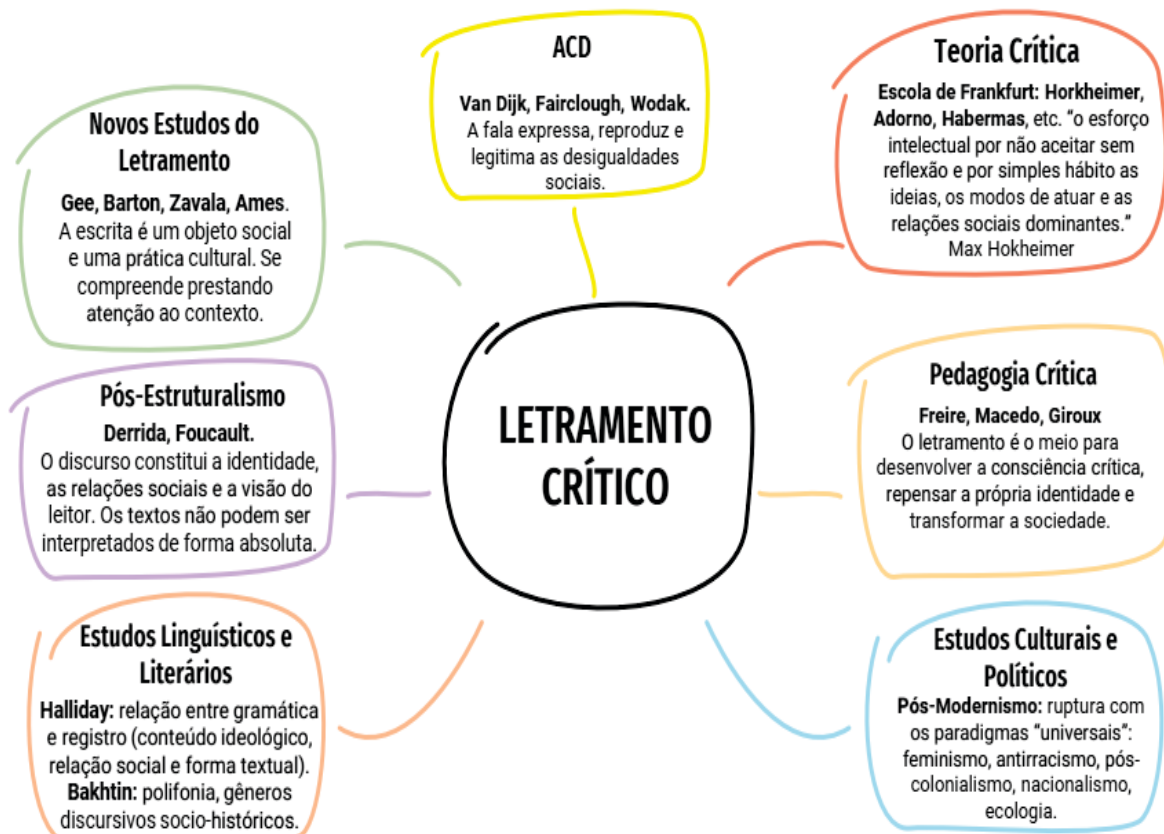 ACD
Van Dijk, Fairclough, Wodak.
A fala expressa, reproduz e
legitima as desigualdades
sociais.
Teoria Crítica
Escola de Frankfurt: Horkheimer,
Adorno, Habermas, etc. “o esforço
intelectual por não aceitar sem
reflexão e por simples hábito as
ideias, os modos de atuar e as
relações sociais dominantes.”
Max Hokheimer
Novos Estudos do
Letramento
Gee, Barton, Zavala, Ames.
A escrita é um objeto social
e uma prática cultural. Se
compreende prestando
atenção ao contexto.
Pós-Estruturalismo
Derrida, Foucault.
O discurso constitui a identidade,
as relações sociais e a visão do
leitor. Os textos não podem ser
interpretados de forma absoluta.
LETRAMENTO
CRÍTICO
Pedagogia Crítica
Freire, Macedo, Giroux
O letramento é o meio para
desenvolver a consciência crítica,
repensar a própria identidade e
transformar a sociedade.
Estudos Linguísticos e
Literários
Halliday: relação entre gramática
e registro (conteúdo ideológico,
relação social e forma textual).
Bakhtin: polifonia, gêneros
discursivos socio-históricos.
Estudos Culturais e
Políticos
Pós-Modernismo: ruptura com
os paradigmas “universais”:
feminismo, antirracismo, pós-
colonialismo, nacionalismo,
ecologia.